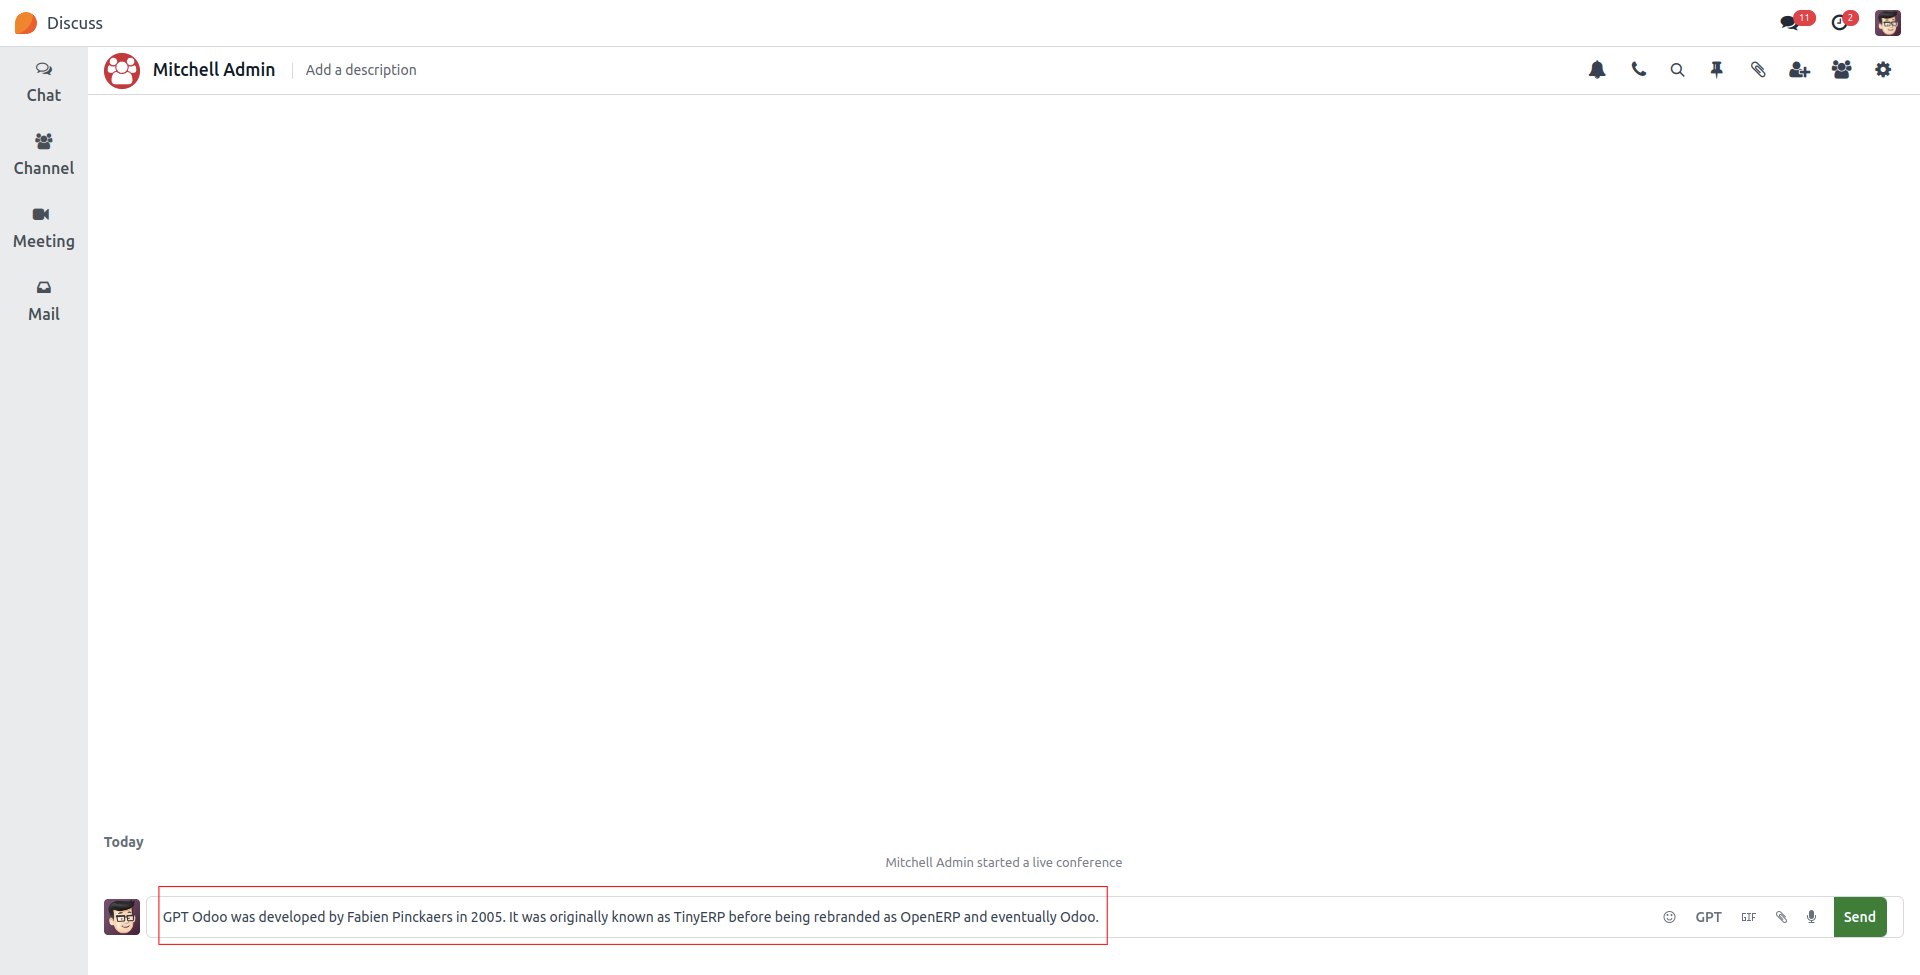 Discuss
11
2
Chat
Channel
Meeting
Mail
Mitchell Admin
Add a description
Today
Mitchell Admin started a live conference
GPT Odoo was developed by Fabien Pinckaers in 2005. It was originally known as TinyERP before being rebranded as OpenERP and eventually Odoo.
GPT
GIF
Send